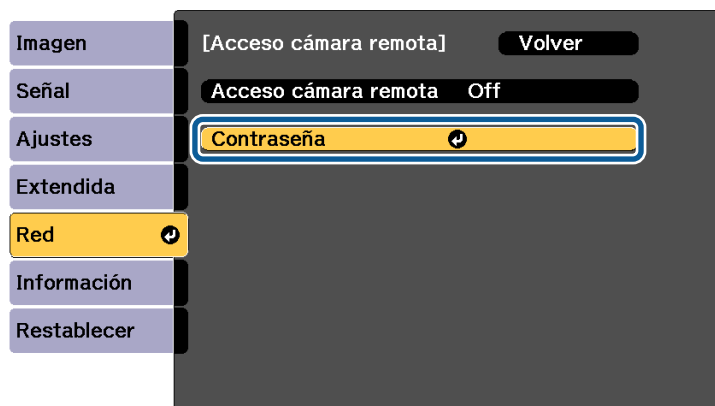 Imagen
Señal
Ajustes
Extendida
Red
Información
Restablecer
[Acceso cámara remota] Volver
Acceso cámara remota Off
Contraseña